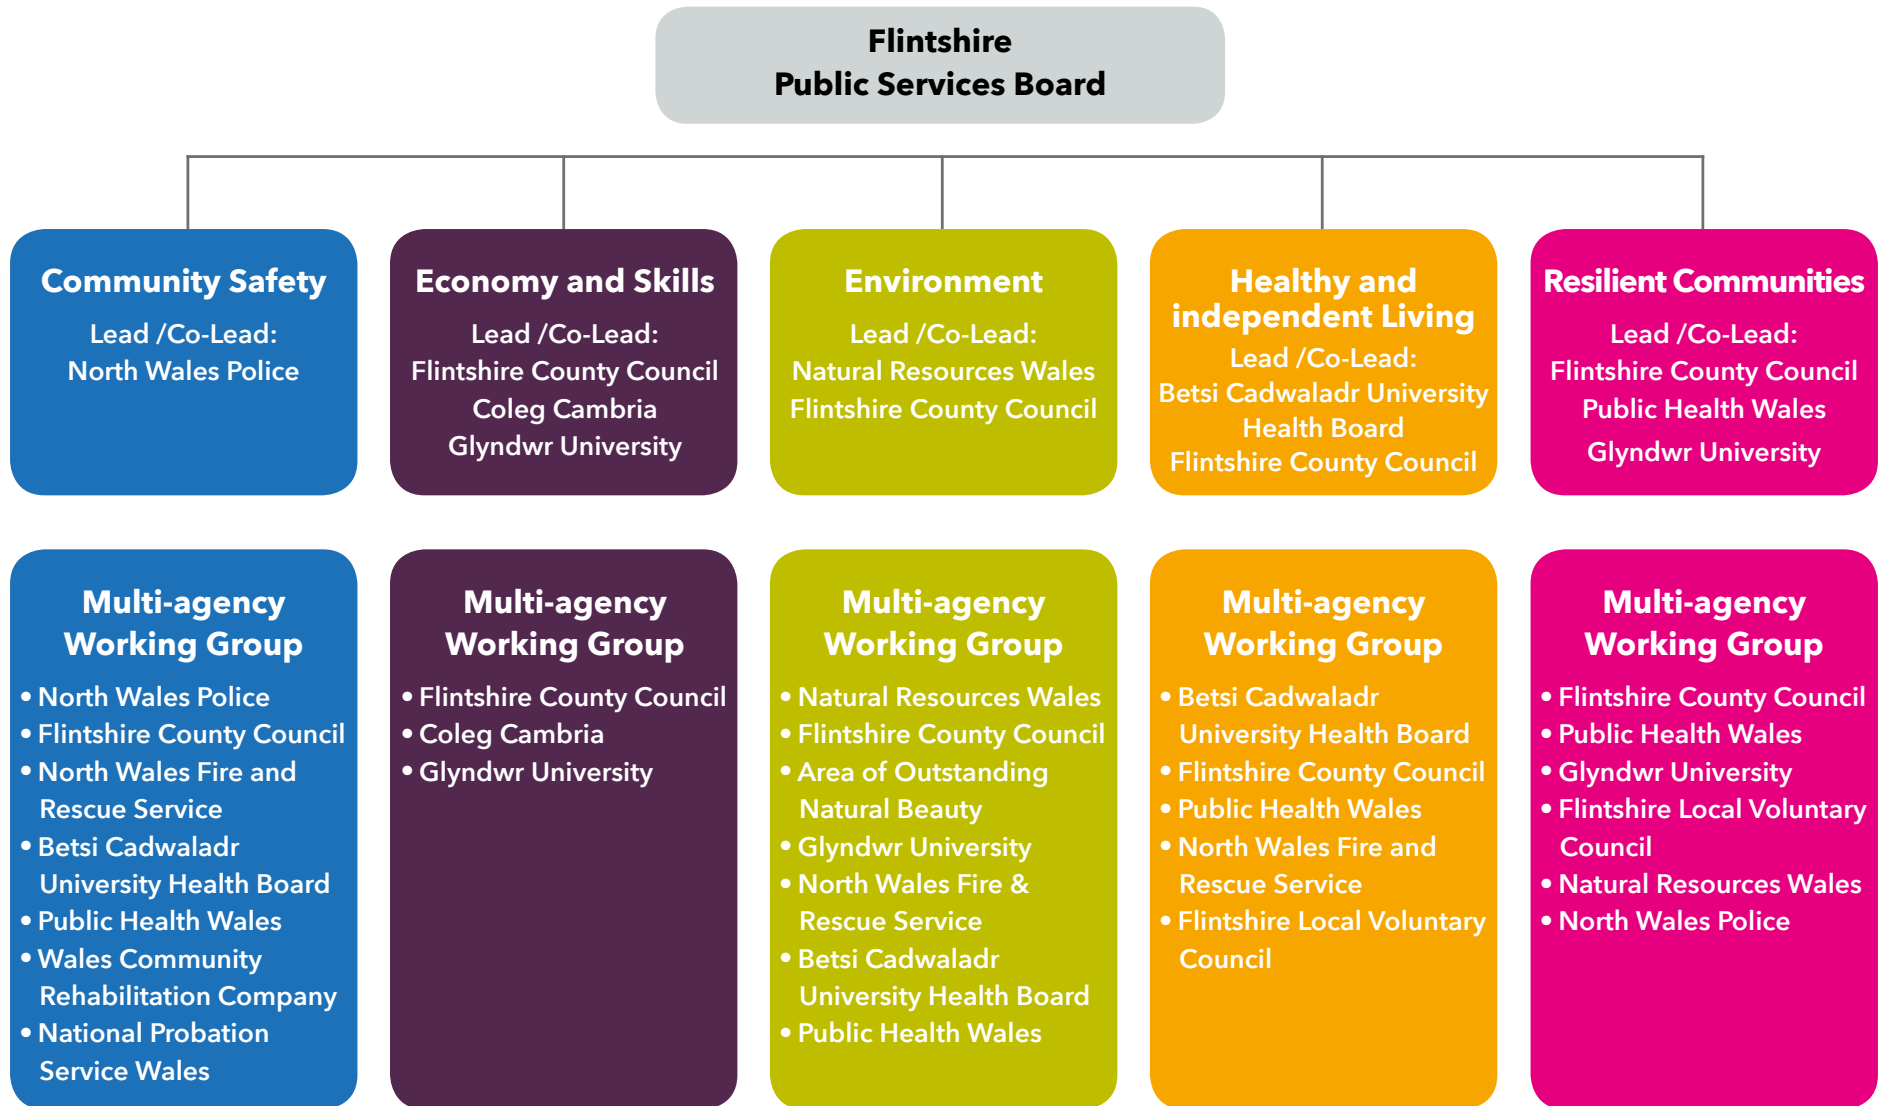 Flintshire
Public Services Board
Community Safety
Lead /Co-Lead:
North Wales Police
Economy and Skills
Lead /Co-Lead:
Flintshire County Council
Coleg Cambria
Glyndwr University
Environment
Lead /Co-Lead:
Natural Resources Wales
Flintshire County Council
Healthy and
independent Living
Lead /Co-Lead:
Betsi Cadwaladr University
Health Board
Flintshire County Council
Resilient Communities
Lead /Co-Lead:
Flintshire County Council
Public Health Wales
Glyndwr University
Multi-agency
Working Group
• North Wales Police
• Flintshire County Council
• North Wales Fire and
Rescue Service
• Betsi Cadwaladr
University Health Board
• Public Health Wales
• Wales Community
Rehabilitation Company
• National Probation
Service Wales
Multi-agency
Working Group
• Flintshire County Council
• Coleg Cambria
• Glyndwr University
Multi-agency
Working Group
• Natural Resources Wales
• Flintshire County Council
• Area of Outstanding
Natural Beauty
• Glyndwr University
• North Wales Fire &
Rescue Service
• Betsi Cadwaladr
University Health Board
• Public Health Wales
Multi-agency
Working Group
• Betsi Cadwaladr
University Health Board
• Flintshire County Council
• Public Health Wales
• North Wales Fire and
Rescue Service
• Flintshire Local Voluntary
Council
Multi-agency
Working Group
• Flintshire County Council
• Public Health Wales
• Glyndwr University
• Flintshire Local Voluntary
Council
• Natural Resources Wales
• North Wales Police